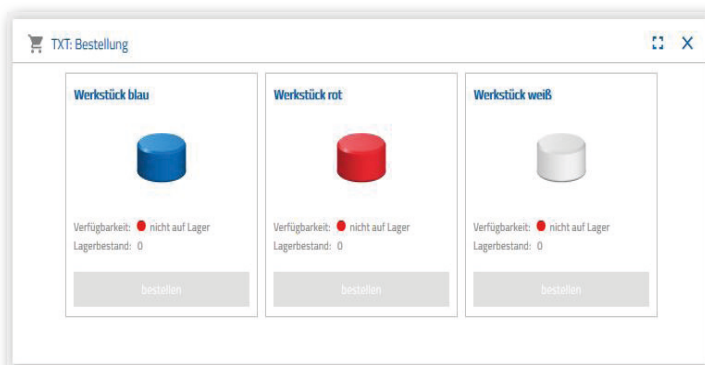 TXT: Bestellung
Werkstück blau
Verfügbarkeit: nicht auf Lager
Lagerbestand: 0
bestellen
Werkstück rot
Verfügbarkeit: nicht auf Lager
Lagerbestand: 0
bestellen
Werkstück weiß
Verfügbarkeit: nicht auf Lager
Lagerbestand: 0
bestellen